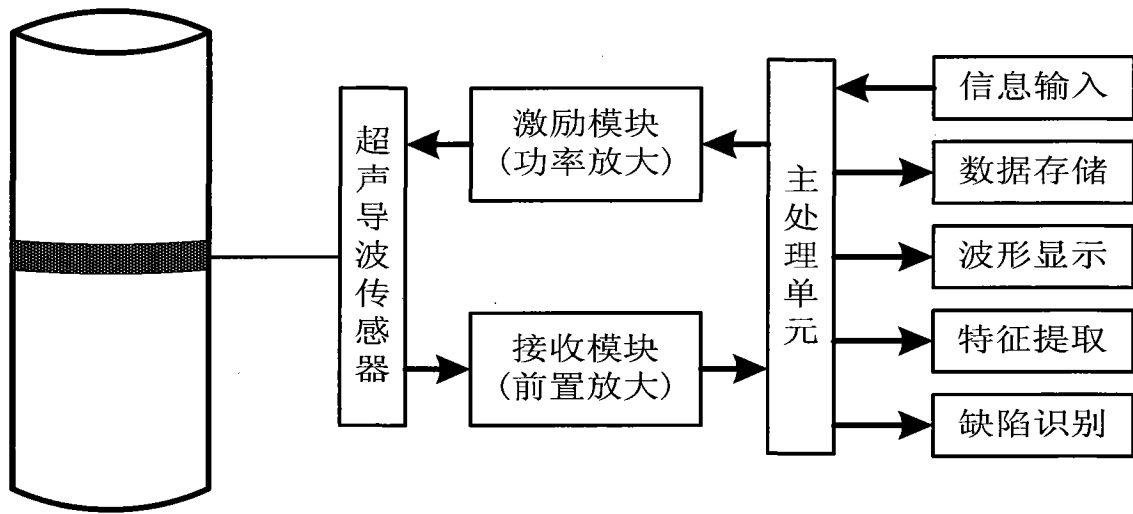 超声导波传感器
激励模块
(功率放大)
接收模块
(前置放大)
主处理单元
信息输入
数据存储
波形显示
特征提取
缺陷识别